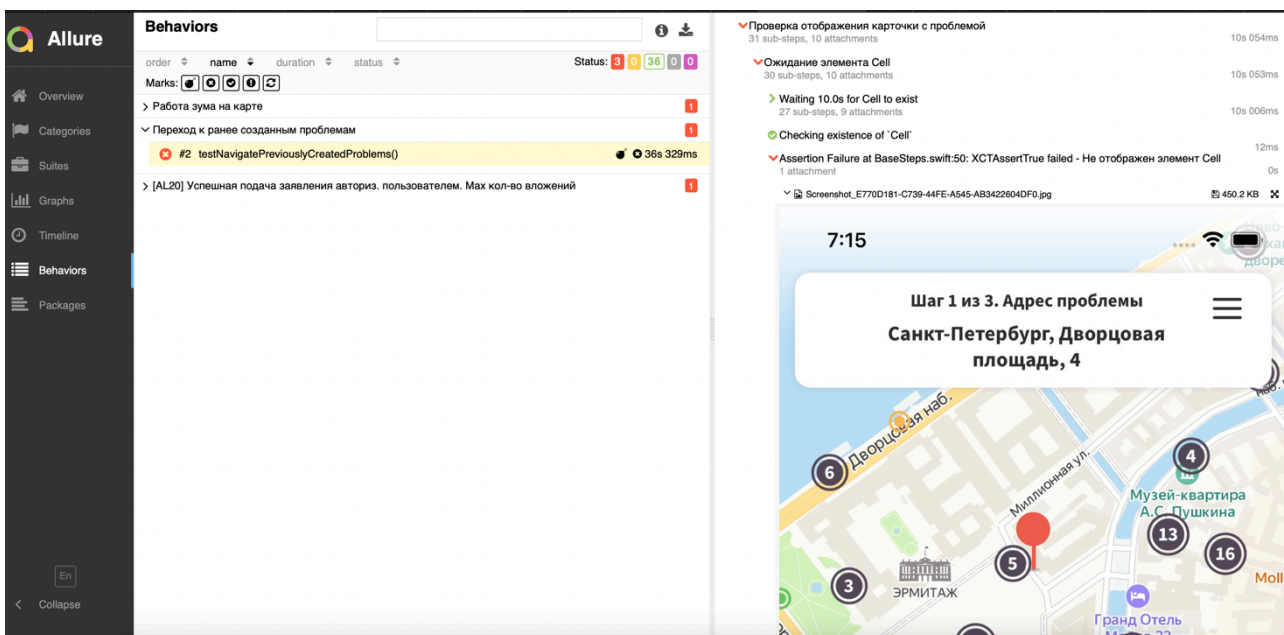 Allure
Overview
Categories
Suites
Graphs
Timeline
Behaviors
Packages
En
Collapse
Behaviors
order name duration status
Status: 3 0 36 0 0
Marks:
Работа зума на карте 1
Переход к ранее созданным проблемам 1
#2 testNavigatePreviouslyCreatedProblems() 36s 329ms
[AL20] Успешная подача заявления авториз. пользователем. Мах кол-во вложений 1
Проверка отображения карточки с проблемой
31 sub-steps, 10 attachments 10s 054ms
Ожидание элемента Cell
30 sub-steps, 10 attachments 10s 053ms
Waiting 10.0s for Cell to exist
27 sub-steps, 9 attachments 10s 006ms
Checking existence of `Cell`
12ms
Assertion Failure at BaseSteps.swift:50: XCTAssertTrue failed - Не отображен элемент Cell
1 attachment 0s
Screenshot_E770D181-C739-44FE-A545-AB3422604DF0.jpg 450.2 KB
7:15
Шаг 1 из 3. Адрес проблемы
Санкт-Петербург, Дворцовая
площадь, 4
Дворцовая наб.
наб.
6
4
Миллионная ул.
Музей-квартира
А.С. Пушкина
13
16
5
3
ЭРМИТАЖ
Гранд Отель